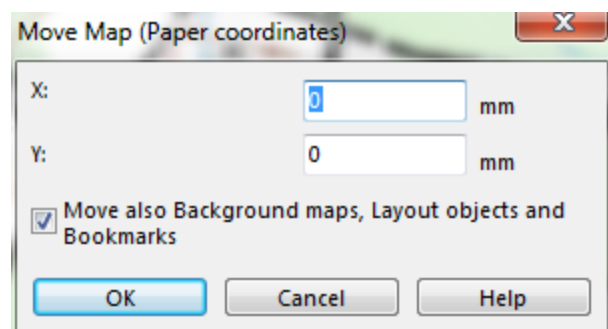 Move Map (Paper coordinates)
X: 0 mm
Y: 0 mm
Move also Background maps, Layout objects and
Bookmarks
OK Cancel Help